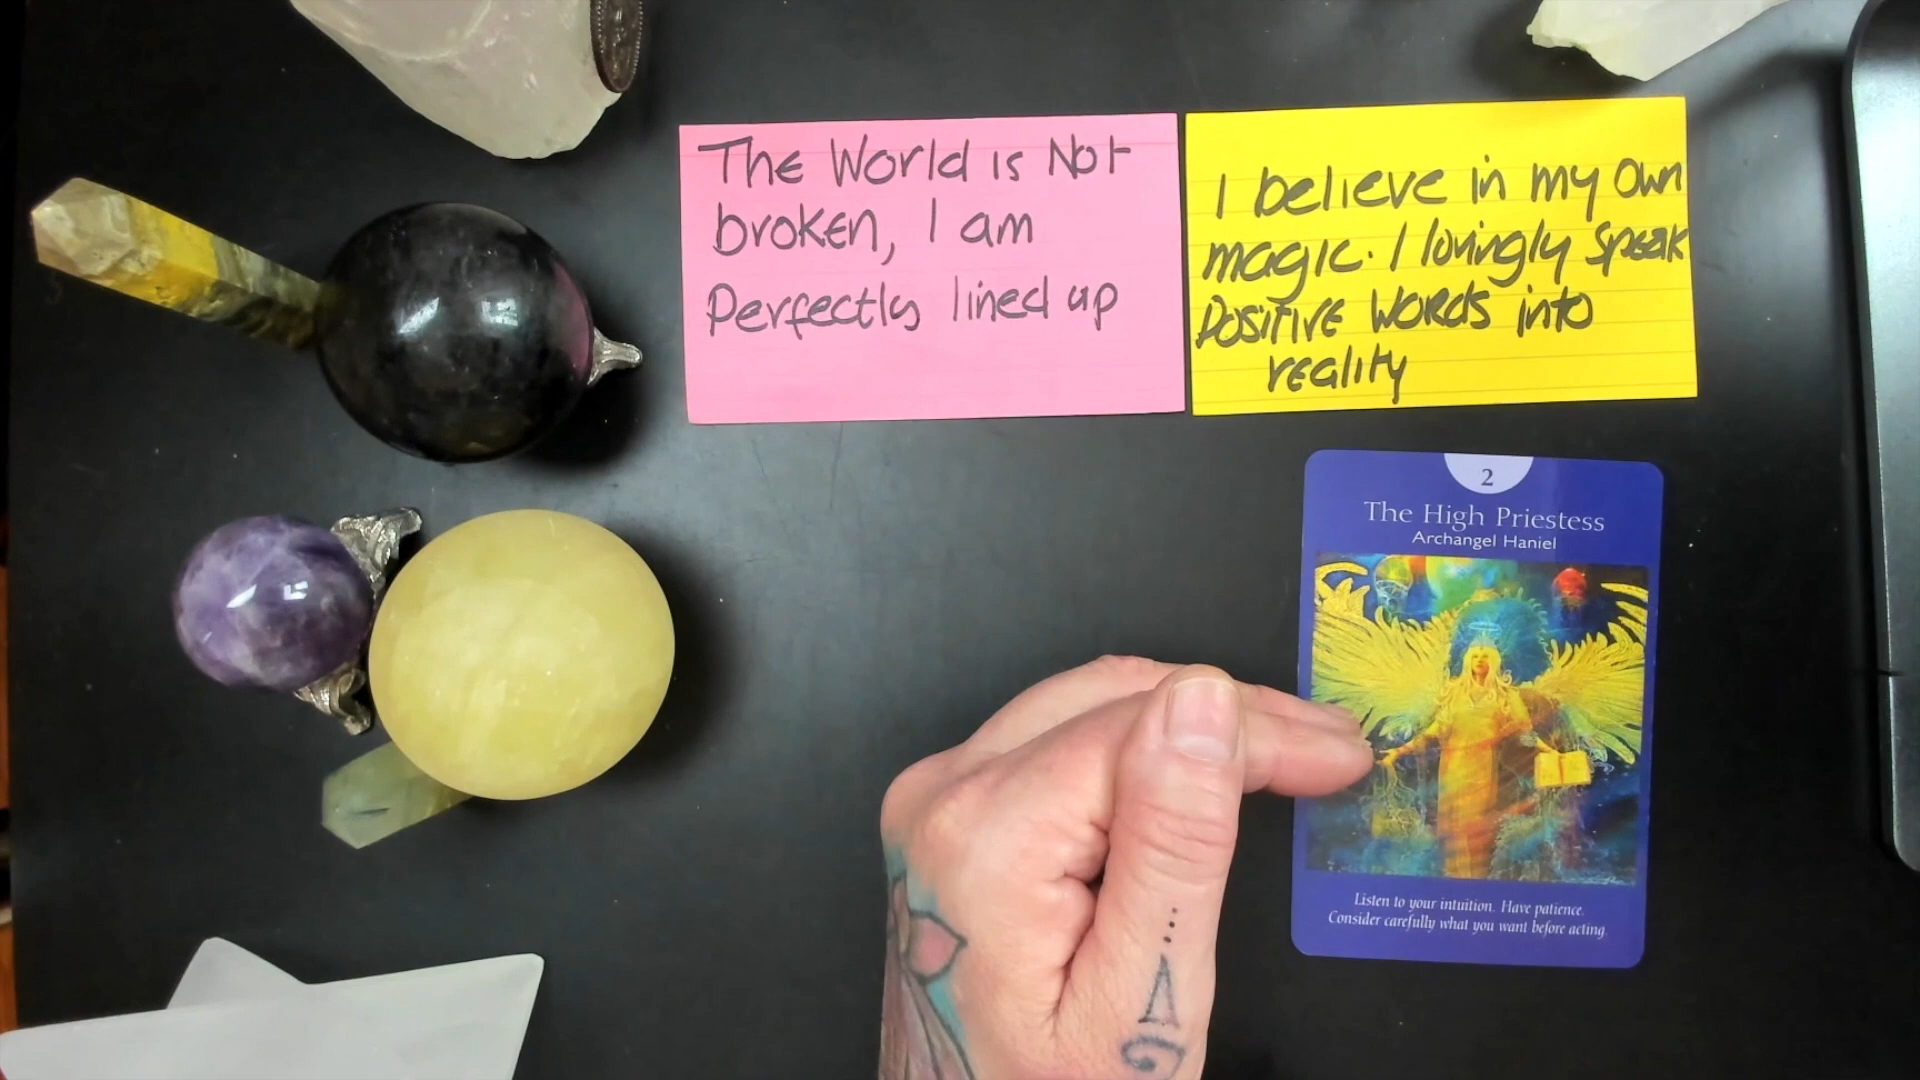 The World is Not
broken, I am
Perfectly lined up
I believe in my Own
magic. I lovingly speak
Positive Words into
reality
2
The High Priestess
Archangel Haniel
Listen to your intuition. Have patience.
Consider carefully what you want before acting.